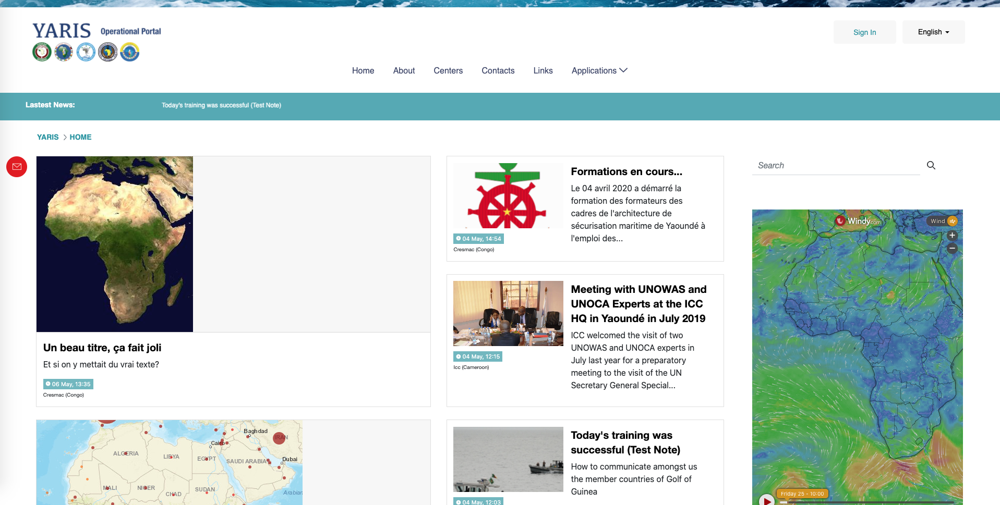 YARIS Operational Portal
Sign In
English
Home About Centers Contacts Links Applications
Lastest News:
Today's training was successful (Test Note)
YARIS > HOME
Un beau titre, ça fait joli
Et si on y mettait du vrai texte?
06 May, 13:35
Cresmac (Congo)
Baghdad
IRAN
Cairo
ALGERIA
LIBYA
EGYPT
SAUDI ARABIA
Dubai
MALI
NIGER
CHAD
SUDAN
Arabian
Formations en cours...
Le 04 avril 2020 a démarré la
formation des formateurs des
cadres de l'architecture de
sécurisation maritime de Yaoundé à
l'emploi des...
04 May, 14:54
Cresmac (Congo)
Meeting with UNOWAS and
UNOCA Experts at the ICC
HQ in Yaoundé in July 2019
ICC welcomed the visit of two
UNOWAS and UNOCA experts in
July last year for a preparatory
meeting to the visit of the UN
Secretary General Special...
04 May, 12:15
Icc (Cameroon)
Today's training was
successful (Test Note)
How to communicate amongst us
the member countries of Golf of
Guinea
04 May, 12:03
Search
Windy.com
Wind
+
−
Friday 25 - 10:00